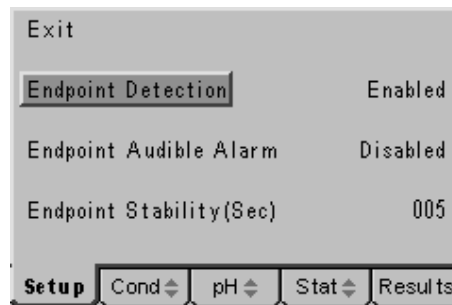 Exit
Endpoint Detection Enabled
Endpoint Audible Alarm Disabled
Endpoint Stability(Sec) 005
Setup Cond pH Stat Results